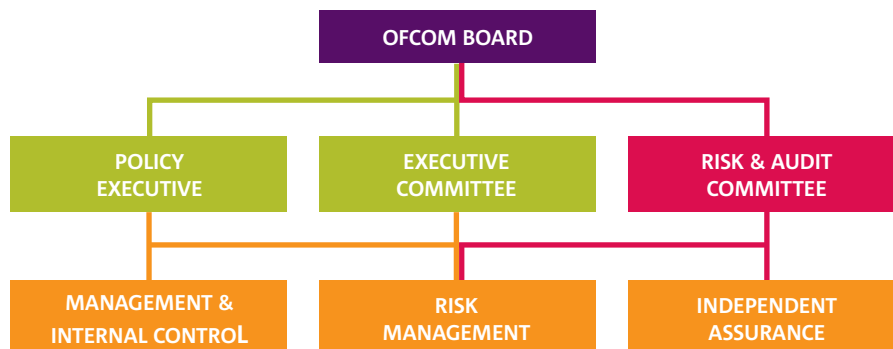 OFCOM BOARD
POLICY
EXECUTIVE
EXECUTIVE
COMMITTEE
RISK & AUDIT
COMMITTEE
MANAGEMENT &
INTERNAL CONTROL
RISK
MANAGEMENT
INDEPENDENT
ASSURANCE